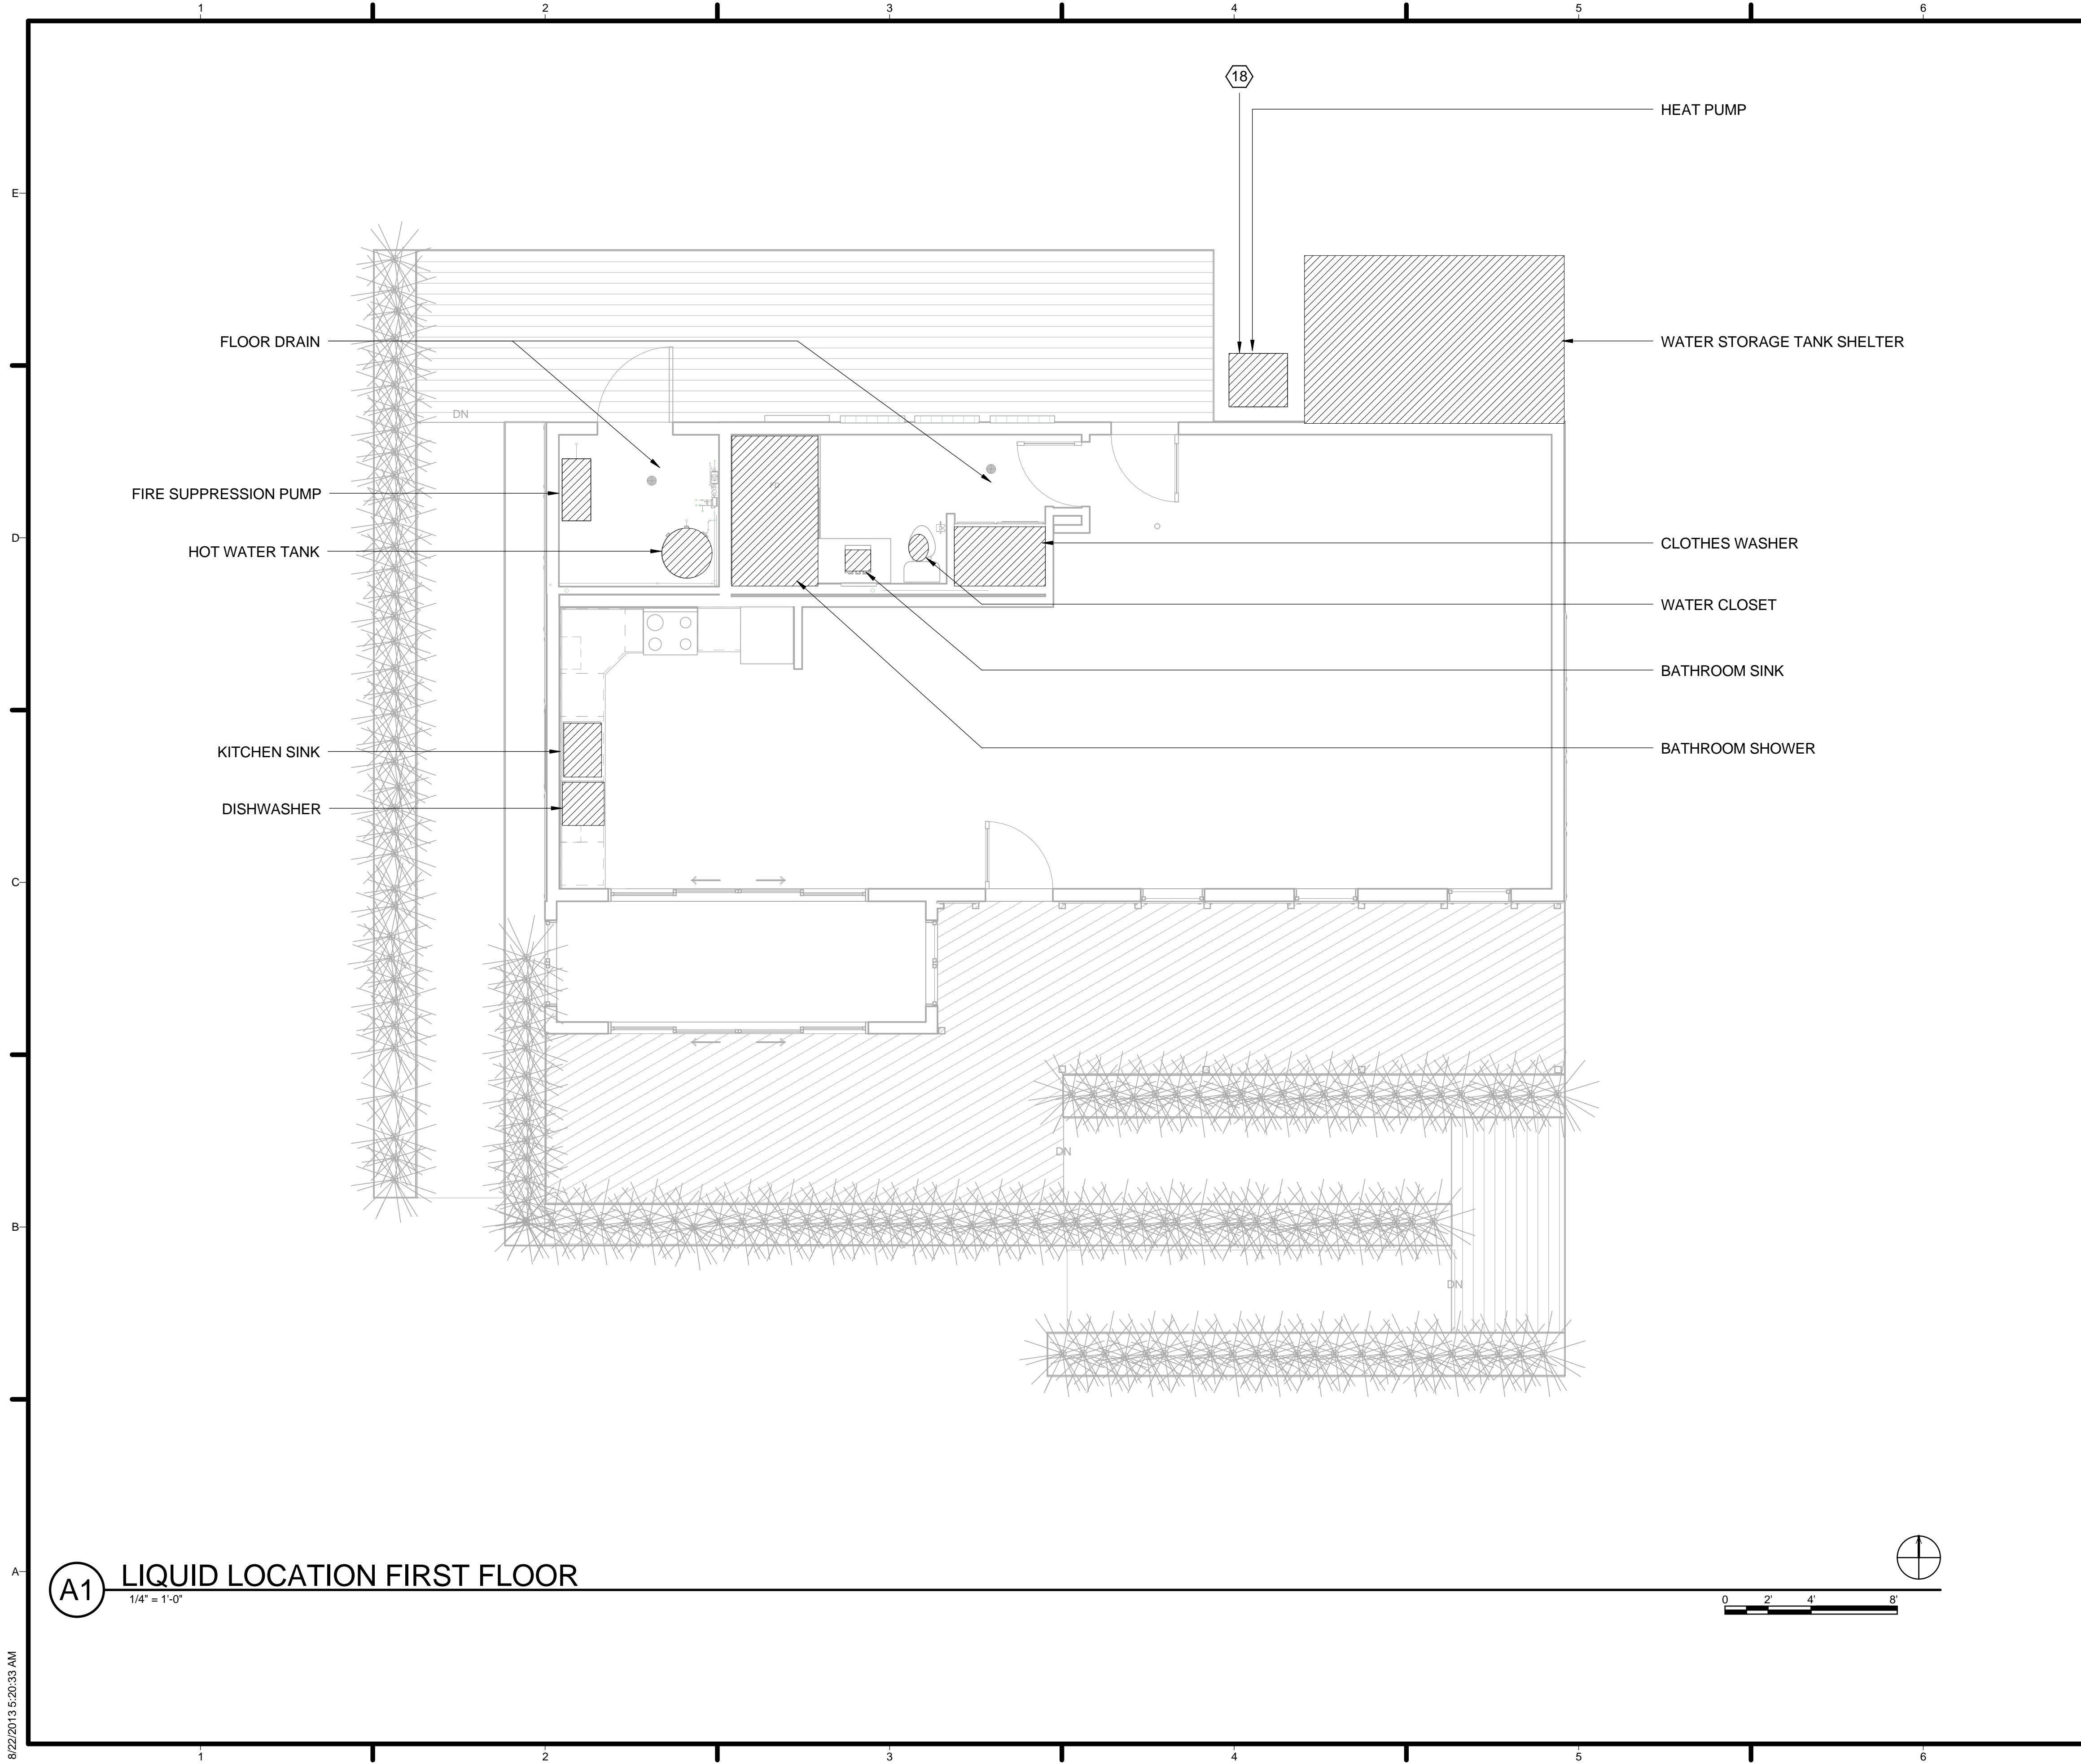 1 2 3 4 5 6
18
HEAT PUMP
E
FLOOR DRAIN
WATER STORAGE TANK SHELTER
DN
FD
FIRE SUPPRESSION PUMP
D
HOT WATER TANK
CLOTHES WASHER
WATER CLOSET
BATHROOM SINK
KITCHEN SINK
BATHROOM SHOWER
DISHWASHER
C
DN
B
DN
A
A1
LIQUID LOCATION FIRST FLOOR
1/4" = 1'-0"
0 2' 4' 8'
8/22/2013 5:20:33 AM
1 2 3 4 5 6